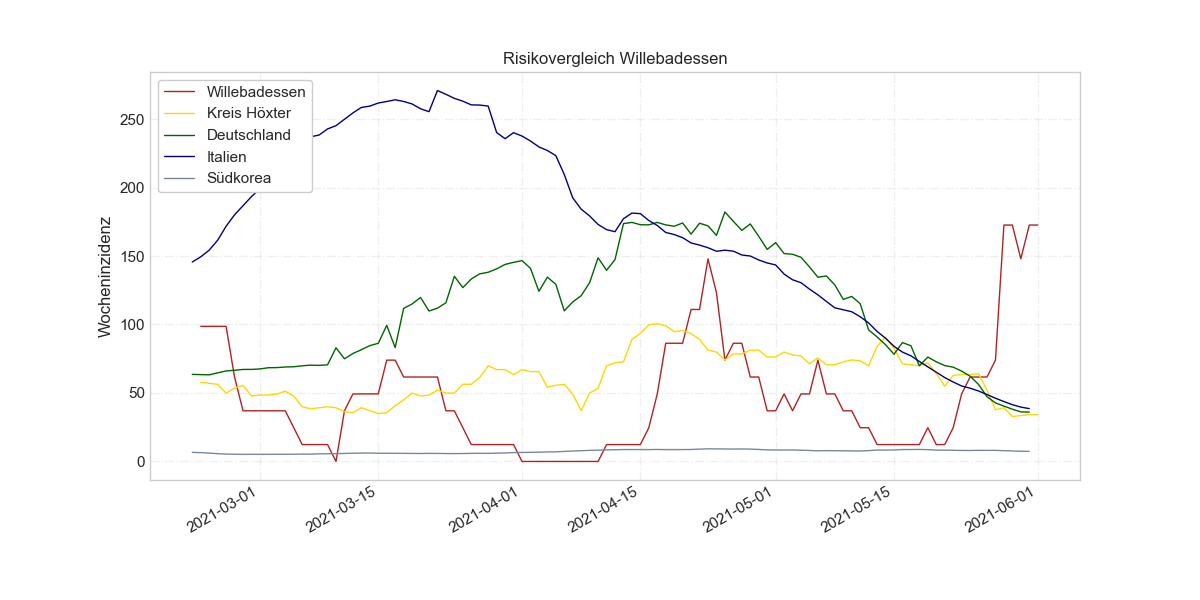 Risikovergleich Willebadessen
Willebadessen
Kreis Höxter
Deutschland
Italien
Südkorea
Wocheninzidenz
250
200
150
100
50
0
2021-03-01
2021-03-15
2021-04-01
2021-04-15
2021-05-01
2021-05-15
2021-06-01